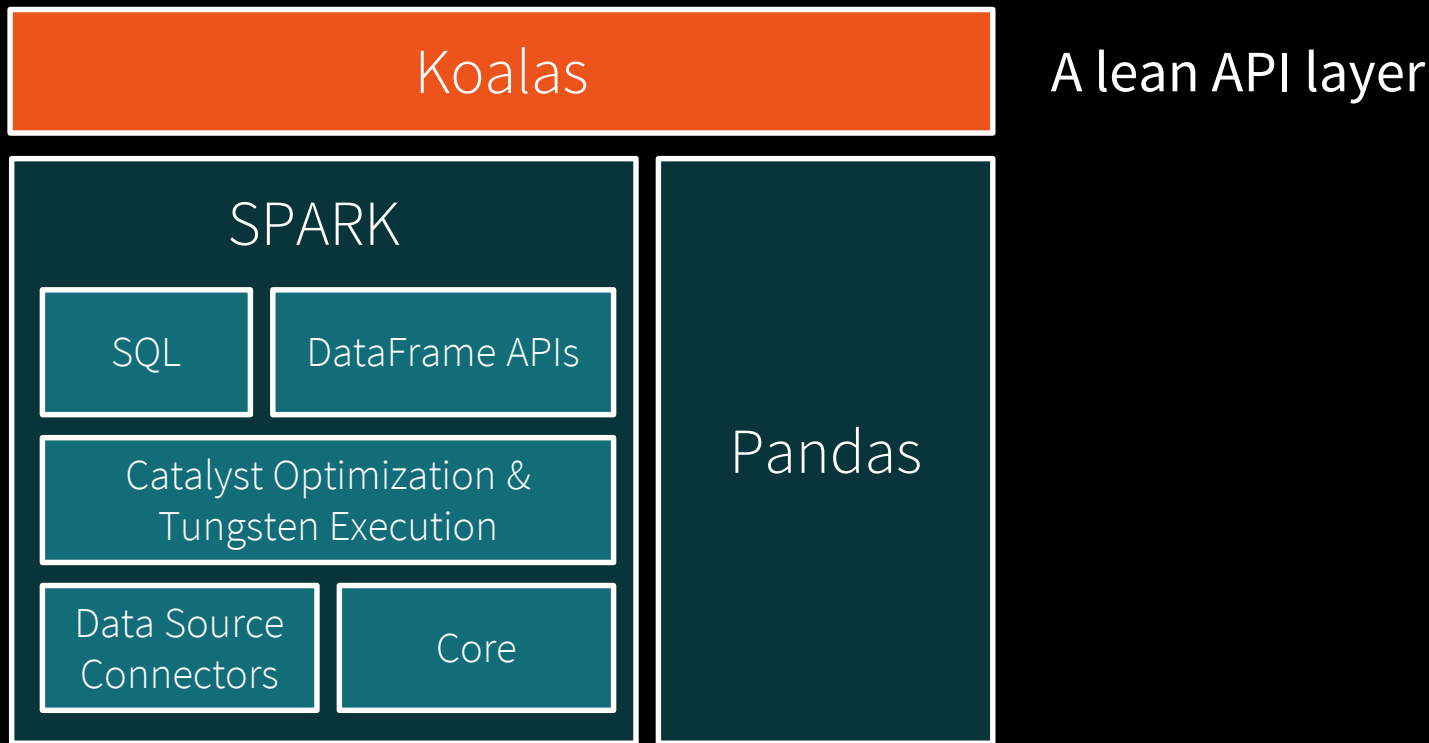 Koalas
A lean API layer
SPARK
SQL
DataFrame APIs
Catalyst Optimization &
Tungsten Execution
Data Source
Connectors
Core
Pandas